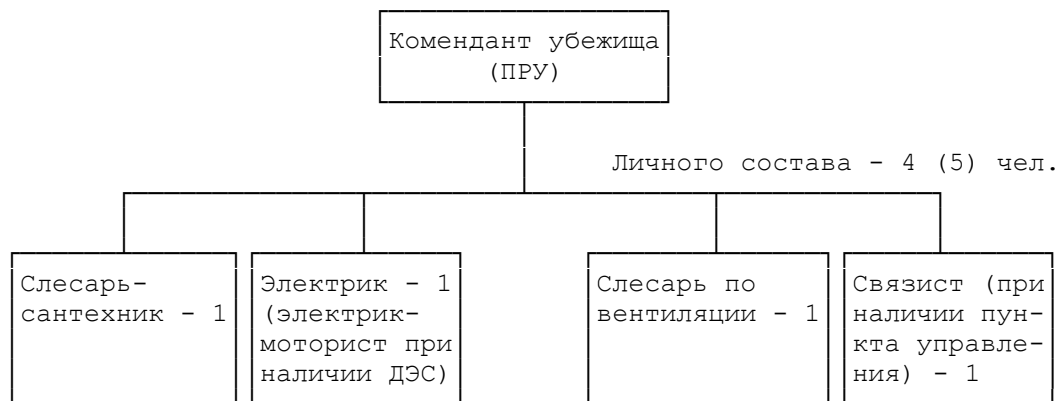 Комендант убежища
(ПРУ)
Личного состава - 4 (5) чел.
Слесарь-
сантехник - 1
Электрик - 1
(электрик-
моторист при
наличии ДЭС)
Слесарь по
вентиляции - 1
Связист (при
наличии пун-
кта управле-
ния) - 1